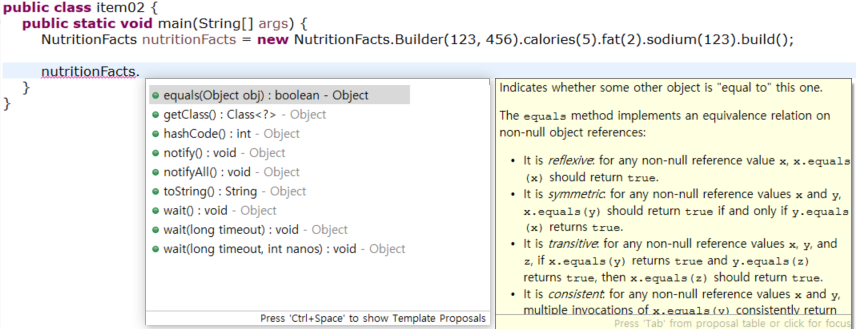 public class item02 {
public static void main(String[] args) {
NutritionFacts nutritionFacts = new NutritionFacts.Builder(123, 456).calories(5).fat(2).sodium(123).build();
nutritionFacts.
}
}
equals(Object obj) : boolean - Object
getClass() : Class<?> - Object
hashCode() : int - Object
notify() : void - Object
notifyAll() : void - Object
toString() : String - Object
wait() : void - Object
wait(long timeout) : void - Object
wait(long timeout, int nanos) : void - Object
Press 'Ctrl+Space' to show Template Proposals
Indicates whether some other object is "equal to" this one.
The equals method implements an equivalence relation on
non-null object references:
• It is reflexive: for any non-null reference value x, x.equals
(x) should return true.
• It is symmetric: for any non-null reference values x and y,
x.equals(y) should return true if and only if y.equals
(x) returns true.
• It is transitive: for any non-null reference values x, y, and
z, if x.equals(y) returns true and y.equals(z)
returns true, then x.equals(z) should return true.
• It is consistent: for any non-null reference values x and y,
multiple invocations of x.equals(y) consistently return
Press 'Tab' from proposal table or click for focus